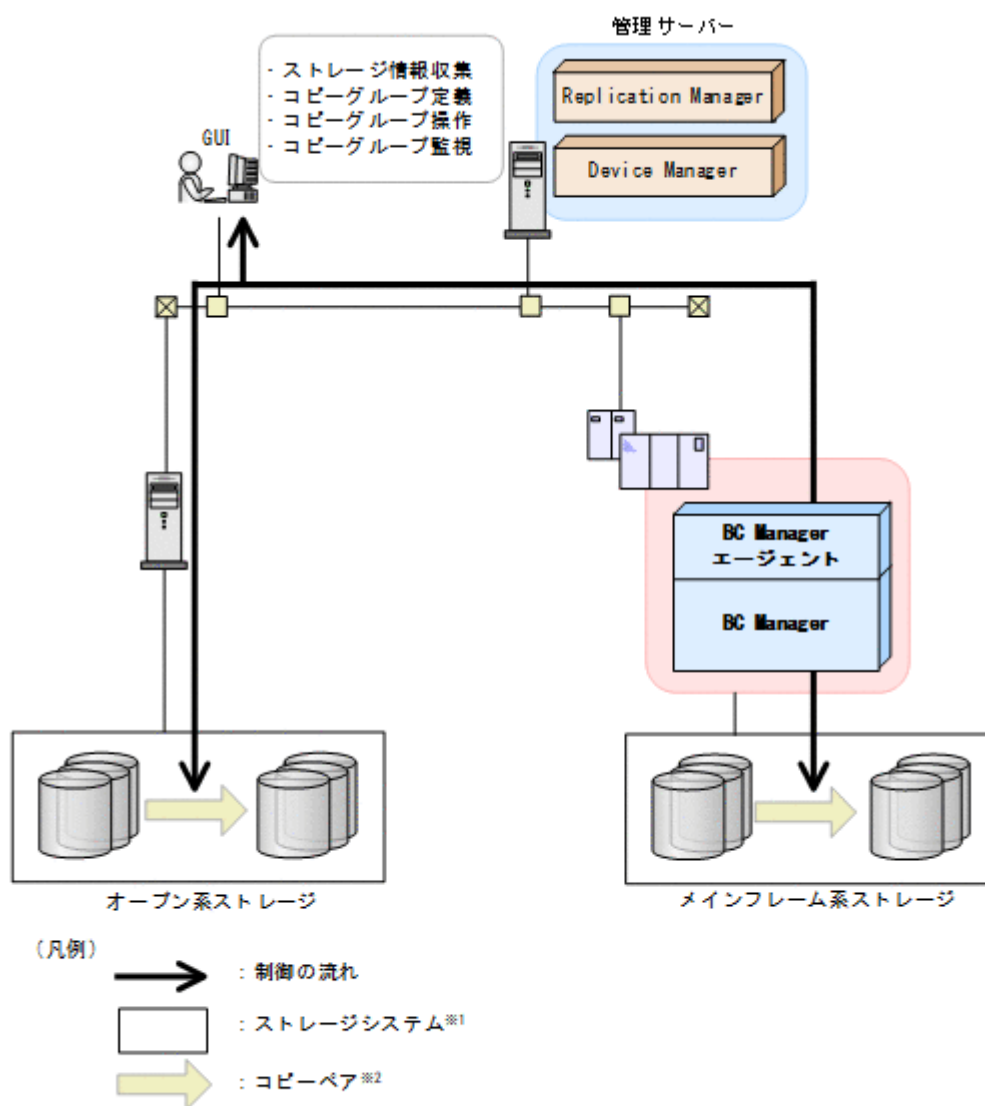 管理サーバー
・ストレージ情報収集
・コピーグループ定義
・コピーグループ操作
・コピーグループ監視
GUI
Replication Manager
Device Manager
BC Manager
エージェント
BC Manager
オープン系ストレージ
メインフレーム系ストレージ
(凡例)
:制御の流れ
:ストレージシステム※1
:コピーペア※2